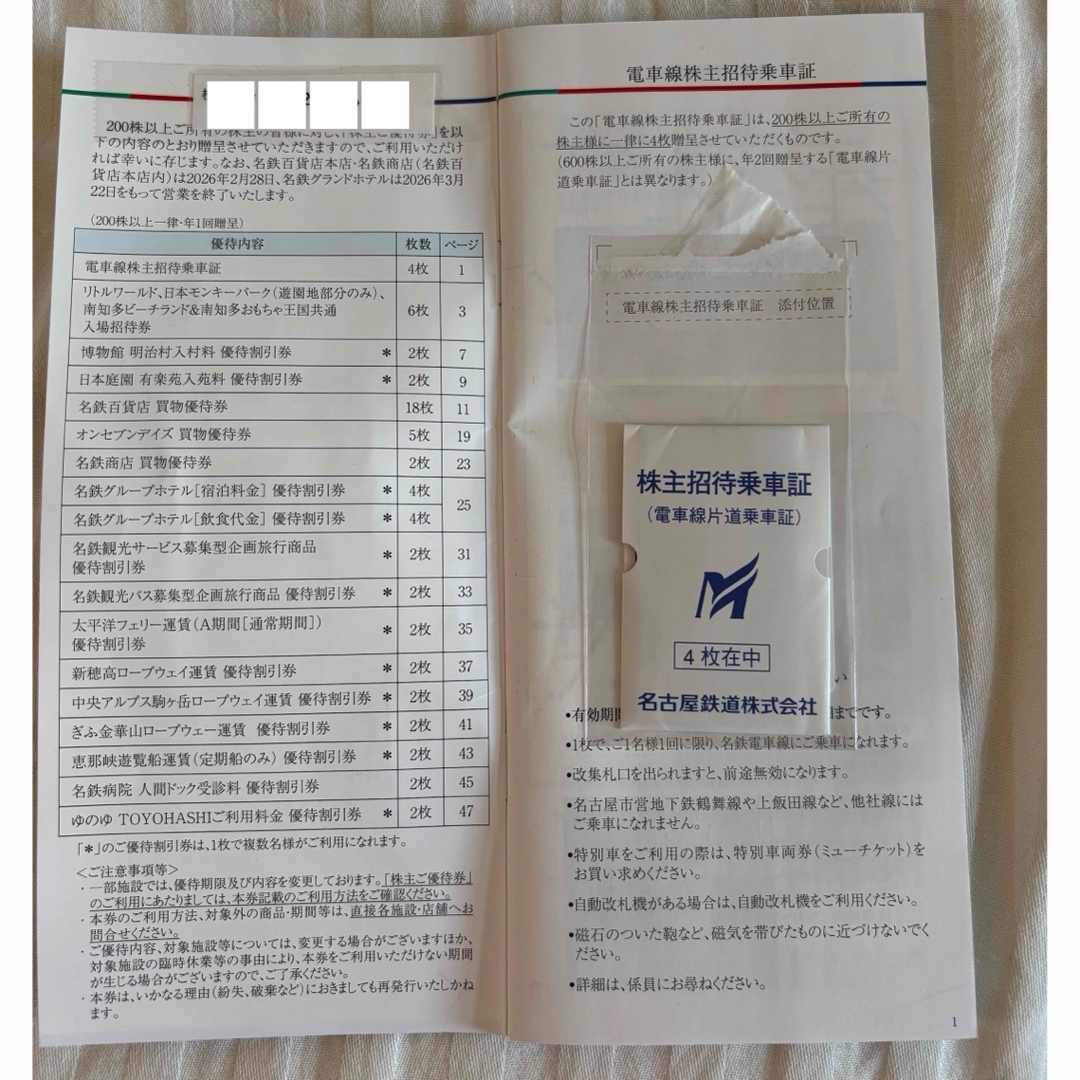 200株以上ご所有の株主の皆様に対し、「株主ご優待券」を以
下の内容のとおり贈呈させていただきますので、ご利用いただけ
れば幸いに存じます。なお、名鉄百貨店本店・名鉄商店(名鉄百
貨店本店内)は2026年2月28日、名鉄グランドホテルは2026年3月
22日をもって営業を終了いたします。
(200株以上一律・年1回贈呈)
優待内容 枚数 ページ
電車線株主招待乗車証 4枚 1
リトルワールド、日本モンキーパーク(遊園地部分のみ)、
南知多ビーチランド&南知多おもちゃ王国共通
入場招待券 6枚 3
博物館 明治村入村料 優待割引券 * 2枚 7
日本庭園 有楽苑入苑料 優待割引券 * 2枚 9
名鉄百貨店 買物優待券 18枚 11
オンセブンデイズ 買物優待券 5枚 19
名鉄商店 買物優待券 2枚 23
名鉄グループホテル[宿泊料金] 優待割引券 * 4枚 25
名鉄グループホテル[飲食代金] 優待割引券 * 4枚
名鉄観光サービス募集型企画旅行商品
優待割引券 * 2枚 31
名鉄観光バス募集型企画旅行商品 優待割引券 * 2枚 33
太平洋フェリー運賃(A期間[通常期間])
優待割引券 * 2枚 35
新穂高ロープウェイ運賃 優待割引券 * 2枚 37
中央アルプス駒ヶ岳ロープウェイ運賃 優待割引券 * 2枚 39
ぎふ金華山ロープウェー運賃 優待割引券 * 2枚 41
恵那峡遊覧船運賃(定期船のみ) 優待割引券 * 2枚 43
名鉄病院 人間ドック受診料 優待割引券 2枚 45
ゆのゆ TOYOHASHIご利用料金 優待割引券 * 2枚 47
「*」のご優待割引券は、1枚で複数名様がご利用になれます。
<ご注意事項等>
・一部施設では、優待期限及び内容を変更しております。「株主ご優待券」
のご利用にあたりましては、本券記載のご利用方法をご確認ください。
・本券のご利用方法、対象外の商品・期間等は、直接各施設・店舗へお
問合せください。
・ご優待内容、対象施設等については、変更する場合がございますほか、
対象施設の臨時休業等の事由により、本券をご利用いただけない期間
が生じる場合がございますので、ご了承ください。
・本券は、いかなる理由(紛失、破棄など)におきましても再発行いたしかね
ます。
電車線株主招待乗車証
この「電車線株主招待乗車証」は、200株以上ご所有の
株主様に一律に4枚贈呈させていただくものです。
(600株以上ご所有の株主様に、年2回贈呈する「電車線片
道乗車証」とは異なります。)
電車線株主招待乗車証 添付位置
株主招待乗車証
(電車線片道乗車証)
4枚在中
名古屋鉄道株式会社
い
•有効期間 までです。
•1枚で、ご1名様1回に限り、名鉄電車線にご乗車になれます。
•改集札口を出られますと、前途無効になります。
•名古屋市営地下鉄鶴舞線や上飯田線など、他社線には
ご乗車になれません。
•特別車をご利用の際は、特別車両券(ミューチケット)を
お買い求めください。
•自動改札機がある場合は、自動改札機をご利用ください。
•磁石のついた鞄など、磁気を帯びたものに近づけないでく
ださい。
•詳細は、係員にお尋ねください。
1